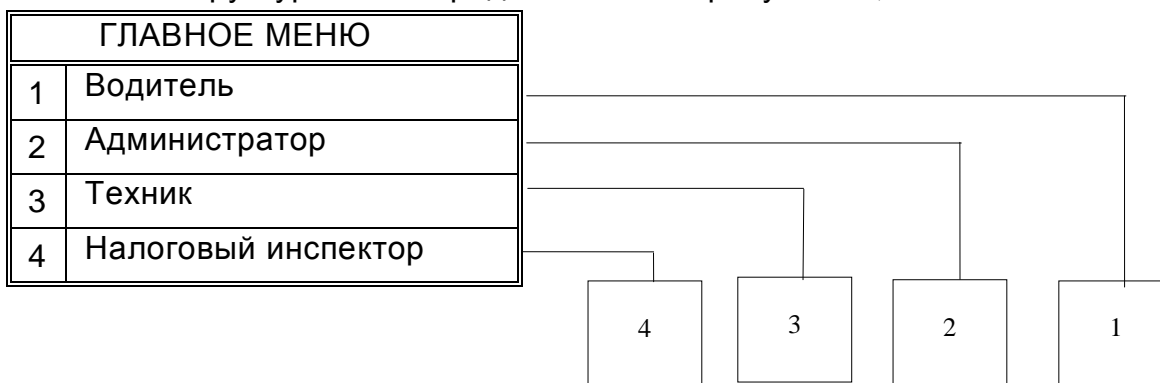 ГЛАВНОЕ МЕНЮ
1 Водитель
2 Администратор
3 Техник
4 Налоговый инспектор
4 3 2 1